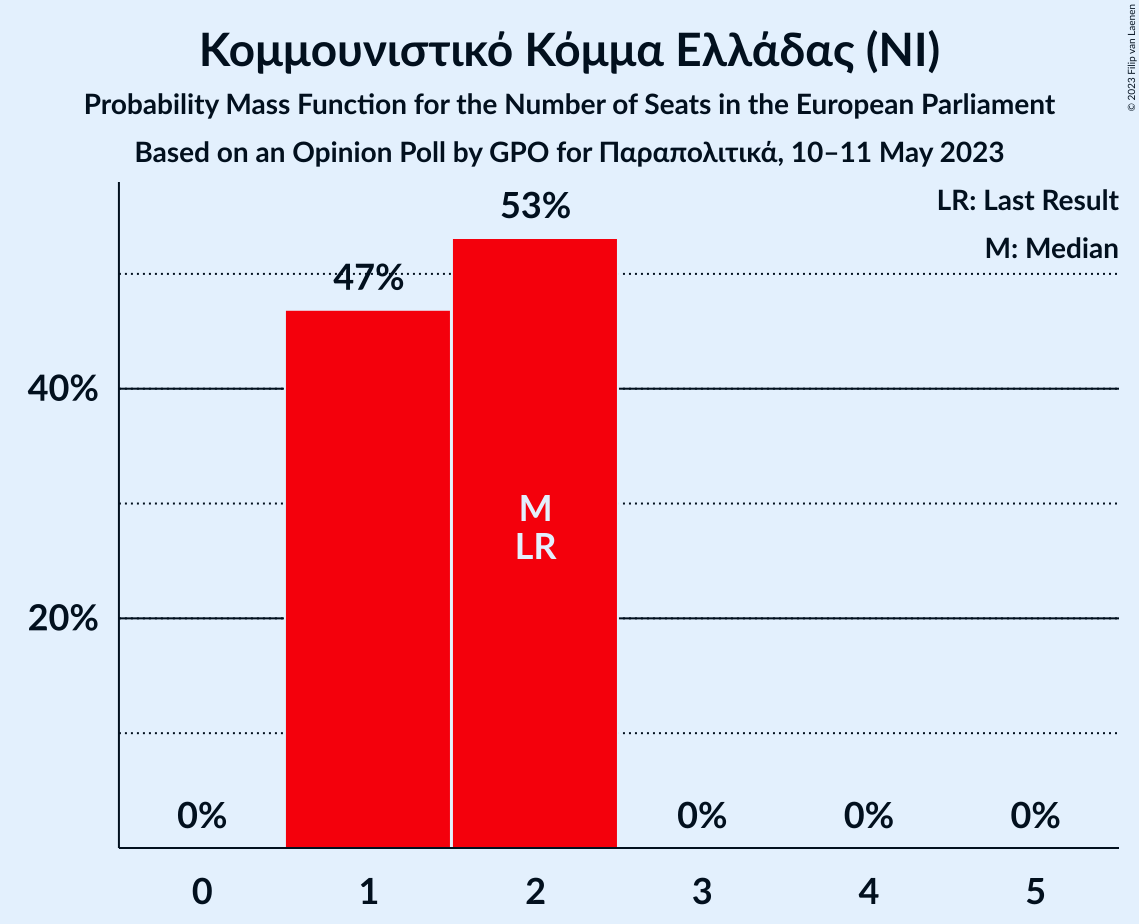 Κομμουνιστικό Κόμμα Ελλάδας (NI)
Probability Mass Function for the Number of Seats in the European Parliament
Based on an Opinion Poll by GPO for Παραπολιτικά, 10–11 May 2023
© 2023 Filip van Laenen
LR: Last Result
M: Median
53%
47%
40%
M
LR
20%
0% 0% 0% 0%
0 1 2 3 4 5